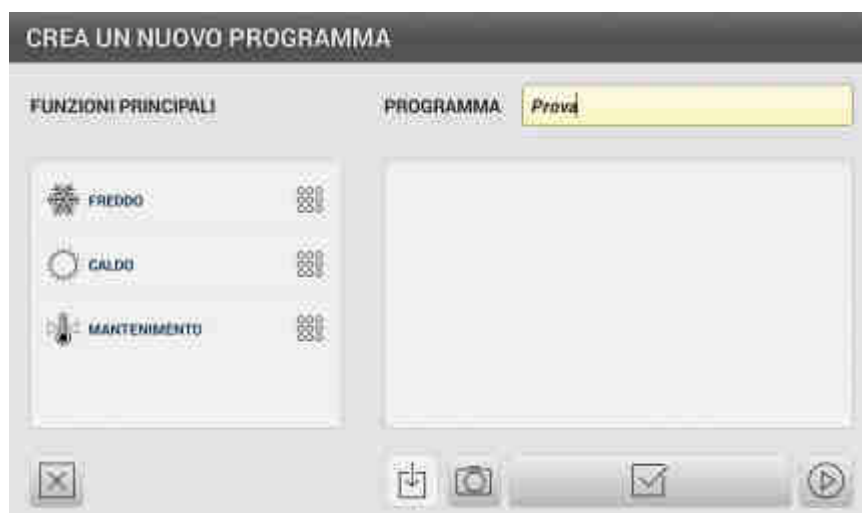 CREA UN NUOVO PROGRAMMA
FUNZIONI PRINCIPALI
PROGRAMMA Prova
FREDDO
CALDO
MANTENIMENTO